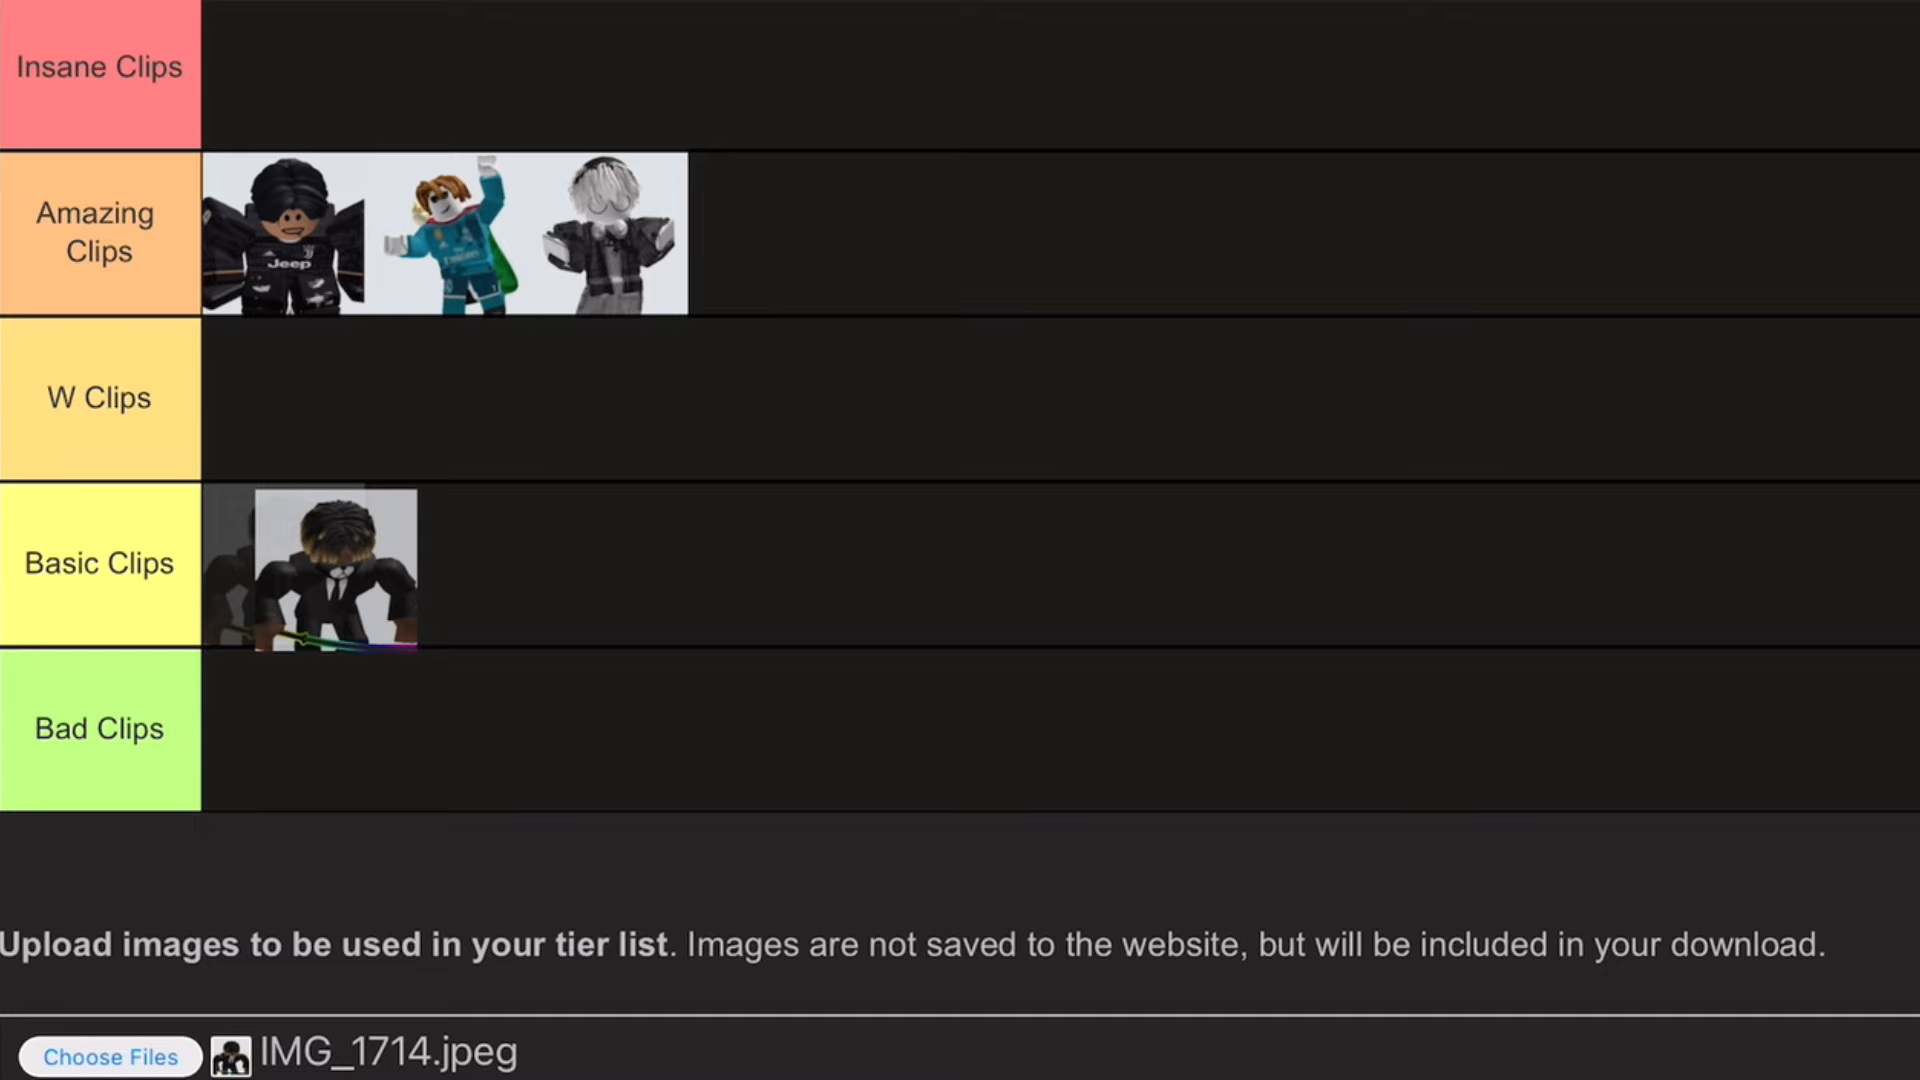 Insane Clips
Amazing
Clips
Jeep
W Clips
Basic Clips
Bad Clips
Upload images to be used in your tier list. Images are not saved to the website, but will be included in your download.
Choose Files IMG_1714.jpeg